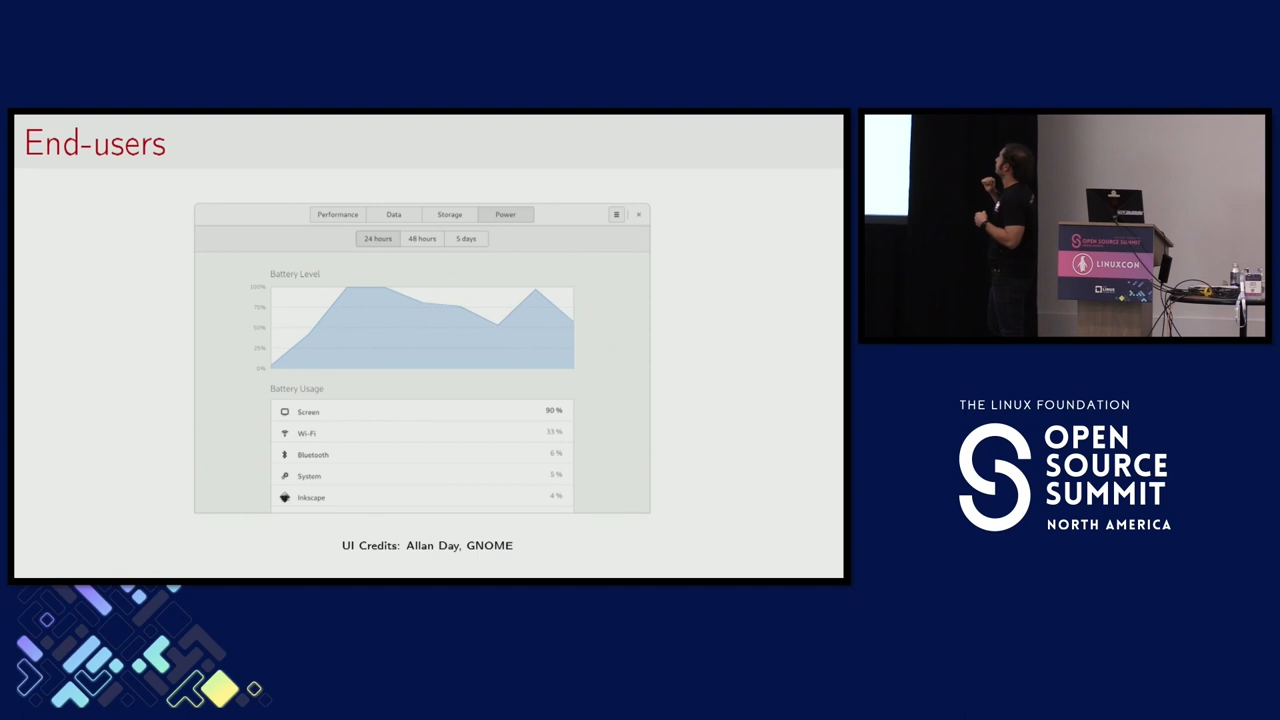 End-users
Performance Data Storage Power
24 hours 48 hours 5 days
Battery Level
100%
75%
50%
25%
0%
Battery Usage
Screen 90 %
Wi-Fi 33 %
Bluetooth 6 %
System 5 %
Inkscape 4 %
UI Credits: Allan Day, GNOME
OPEN SOURCE SUMMIT
LINUXCON
THE LINUX FOUNDATION
OPEN
SOURCE
SUMMIT
NORTH AMERICA